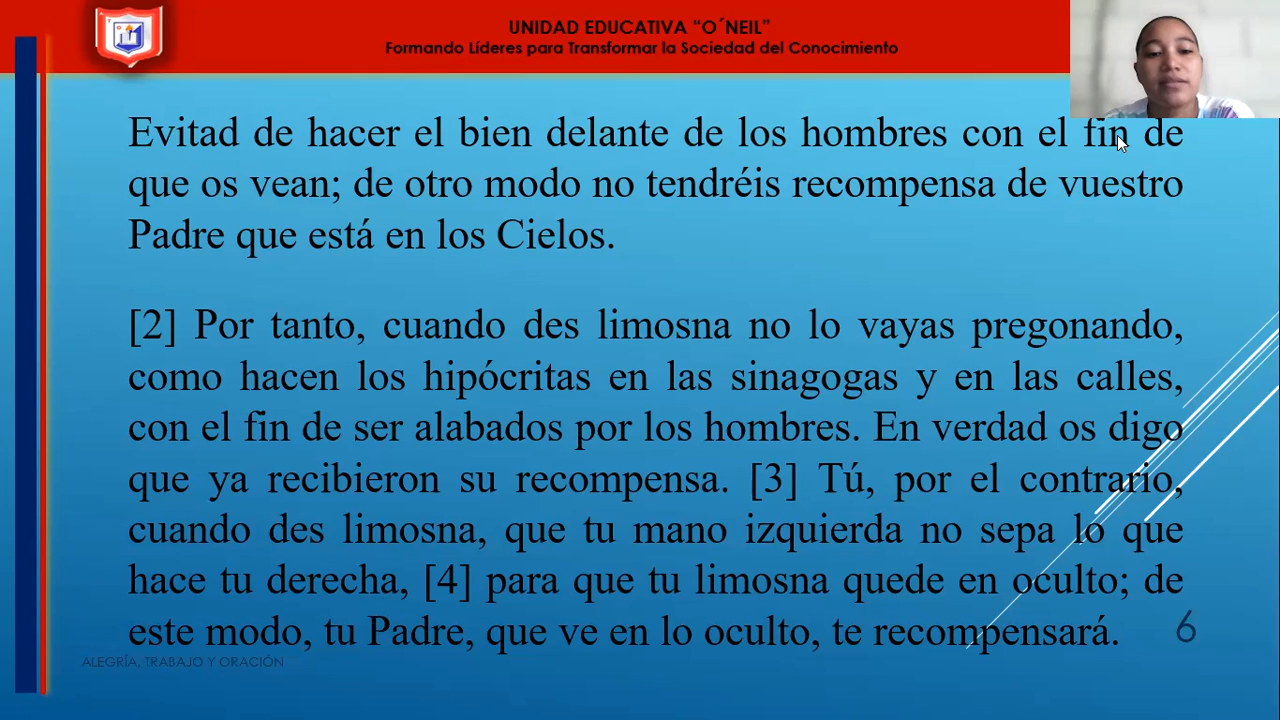 UNIDAD EDUCATIVA “O´NEIL”
Formando Líderes para Transformar la Sociedad del Conocimiento
Evitad de hacer el bien delante de los hombres con el fin de
que os vean; de otro modo no tendréis recompensa de vuestro
Padre que está en los Cielos.
[2] Por tanto, cuando des limosna no lo vayas pregonando,
como hacen los hipócritas en las sinagogas y en las calles,
con el fin de ser alabados por los hombres. En verdad os digo
que ya recibieron su recompensa. [3] Tú, por el contrario,
cuando des limosna, que tu mano izquierda no sepa lo que
hace tu derecha, [4] para que tu limosna quede en oculto; de
este modo, tu Padre, que ve en lo oculto, te recompensará.
6
ALEGRÍA, TRABAJO Y ORACIÓN